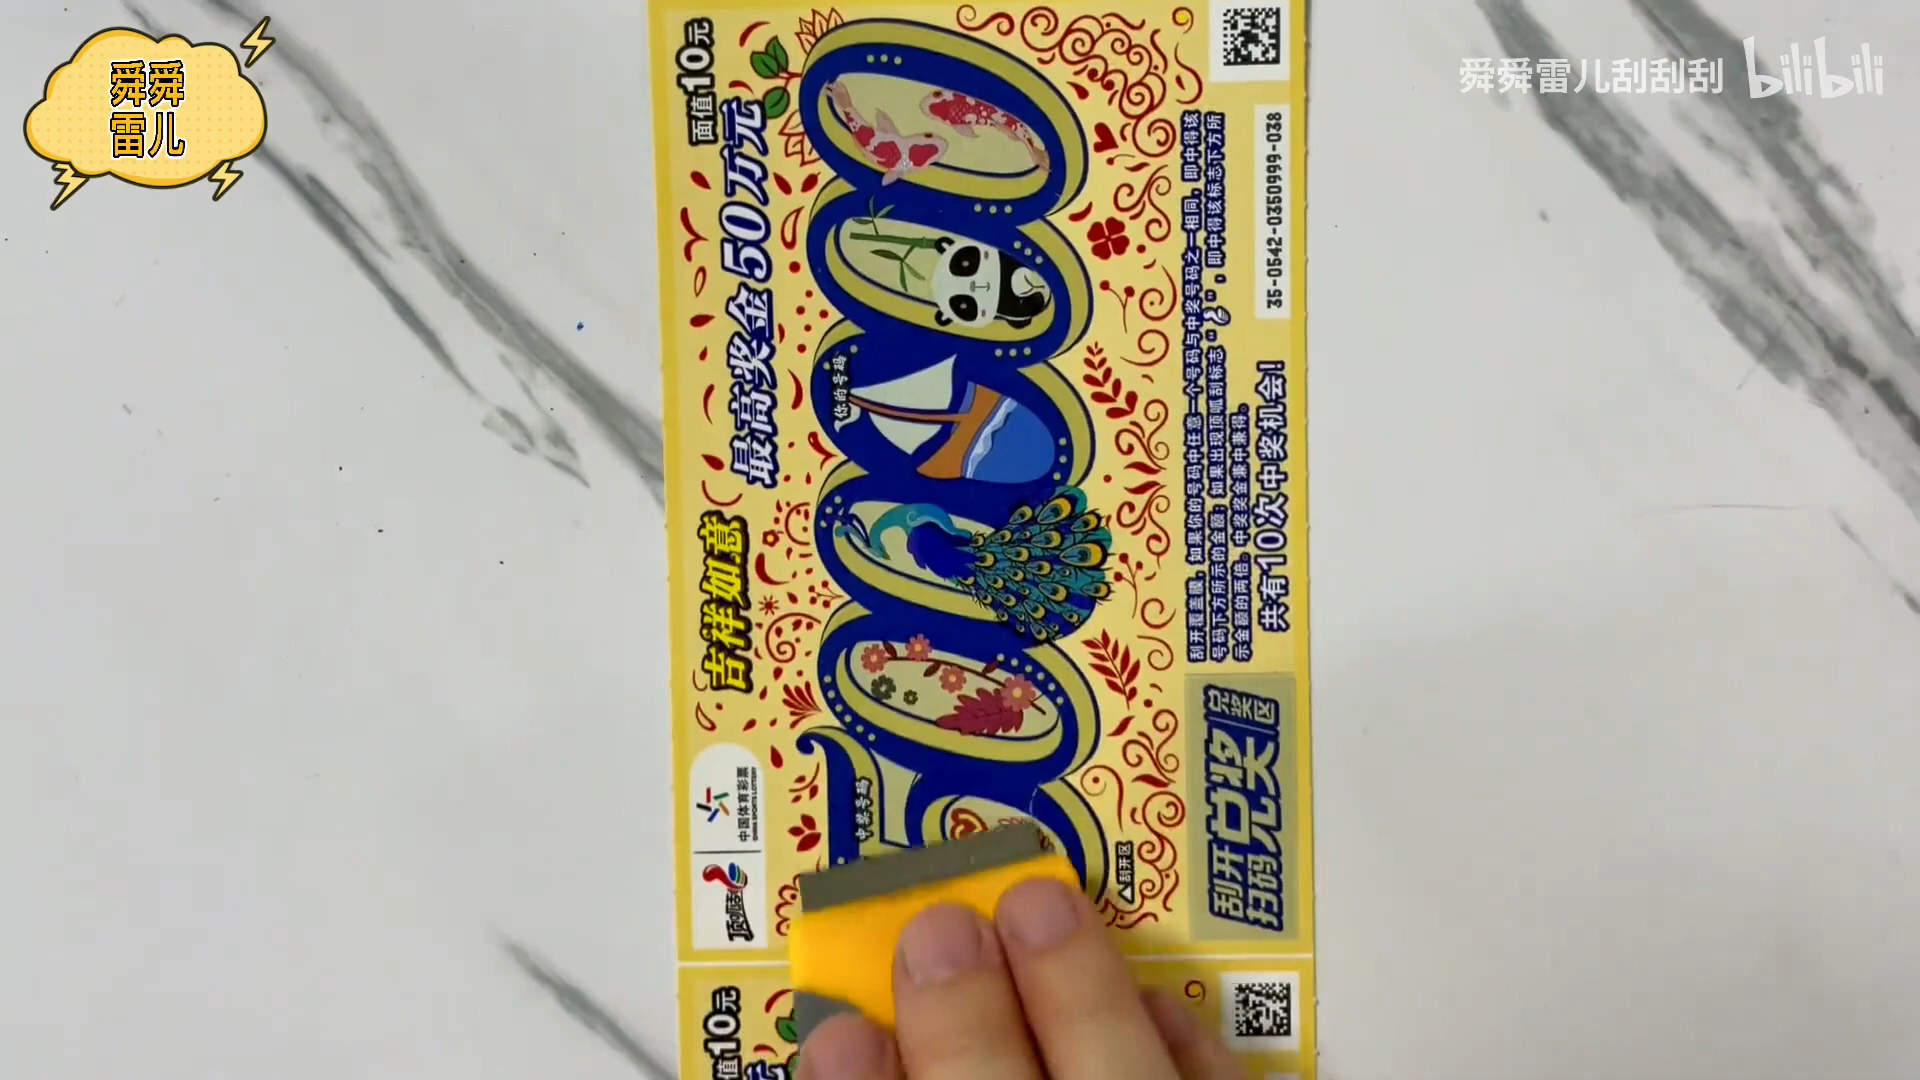 舜舜
雷儿
舜舜雷儿刮刮刮 bilibili
面值10元
最高奖金50万元
吉祥如意
中国体育彩票
CHINA SPORTS LOTTERY
顶呱刮
你的号码
中奖号码
刮开区
刮开覆盖膜，如果你的号码中任意一个号码与中奖号码之一相同，即中得该
号码下方所示的金额；如果出现顶呱刮标志“ ”，即中得该标志下方所
示金额的两倍。中奖奖金兼中兼得。
共有10次中奖机会！
35-0542-0350999-038
刮开兑奖
扫码
兑奖区
值10元